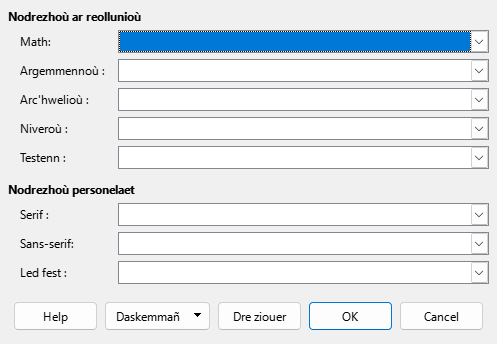 Nodrezhoù ar reollunioù
Math:
Argemmennoù :
Arc'hwelioù :
Niveroù :
Testenn :
Nodrezhoù personelaet
Serif :
Sans-serif:
Led fest :
Help Daskemmañ Dre ziouer OK Cancel